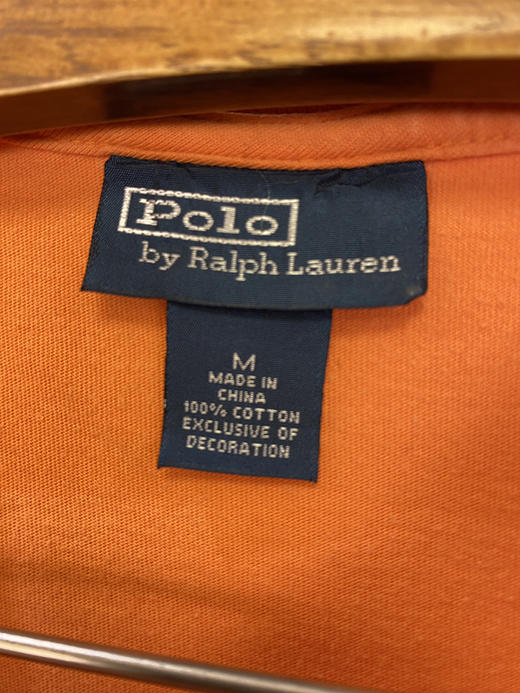 Polo
by Ralph Lauren
M
MADE IN
CHINA
100% COTTON
EXCLUSIVE OF
DECORATION